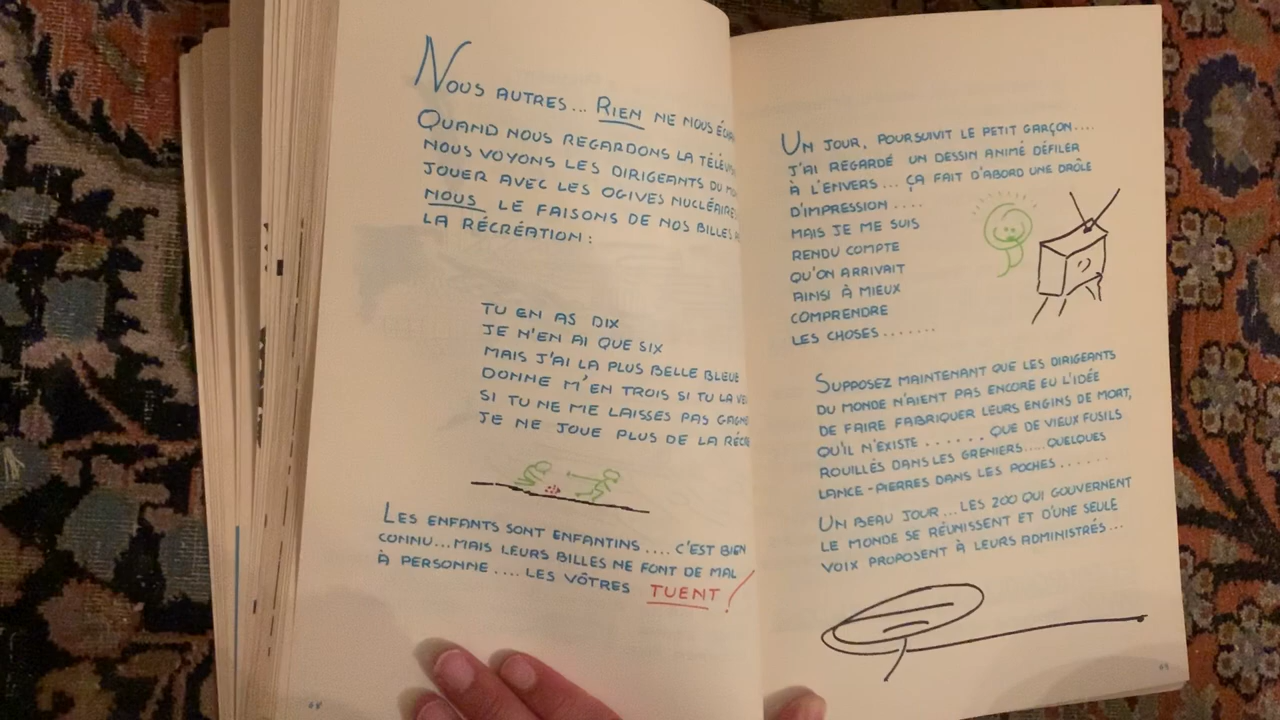 NOUS AUTRES... RIEN NE NOUS
QUAND NOUS REGARDONS LA
NOUS VOYONS LES DIRIGEANTS DU
JOUER AVEC LES OGIVES NUCLÉAIRES
NOUS LE FAISONS DE NOS BILLES
LA RÉCRÉATION :
TU EN AS DIX
JE N'EN AI QUE SIX
MAIS J'AI LA PLUS BELLE BLEUE
DONNE M'EN TROIS SI TU LA
SI TU NE ME LAISSES PAS
JE NE JOUE PLUS DE LA
LES ENFANTS SONT ENFANTINS .... C'EST BIEN
CONNU... MAIS LEURS BILLES NE FONT DE MAL
À PERSONNE .... LES VÔTRES TUENT !
68
UN JOUR, POURSUIVIT LE PETIT GARÇON....
J'AI REGARDÉ UN DESSIN ANIMÉ DÉFILER
À L'ENVERS... ÇA FAIT D'ABORD UNE DRÔLE
D'IMPRESSION ....
MAIS JE ME SUIS
RENDU COMPTE
QU'ON ARRIVAIT
AINSI À MIEUX
COMPRENDRE
LES CHOSES.......
SUPPOSEZ MAINTENANT QUE LES DIRIGEANTS
DU MONDE N'AIENT PAS ENCORE EU L'IDÉE
DE FAIRE FABRIQUER LEURS ENGINS DE MORT,
QU'IL N'EXISTE ...... QUE DE VIEUX FUSILS
ROUILLÉS DANS LES GRENIERS..... QUELQUES
LANCE-PIERRES DANS LES POCHES ......
UN BEAU JOUR... LES 200 QUI GOUVERNENT
LE MONDE SE RÉUNISSENT ET D'UNE SEULE
VOIX PROPOSENT À LEURS ADMINISTRÉS...
69